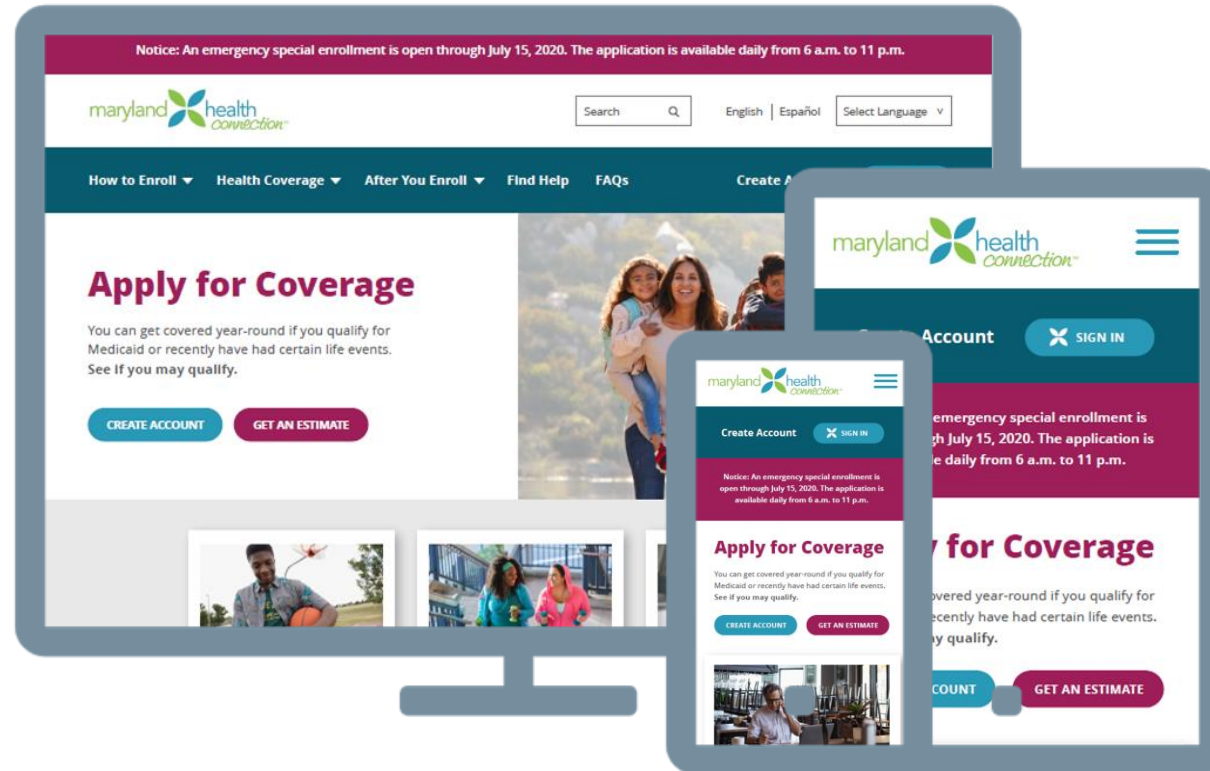 Notice: An emergency special enrollment is open through July 15, 2020. The application is available daily from 6 a.m. to 11 p.m.
maryland health
connection
Search
English | Español
Select Language
How to Enroll
Health Coverage
After You Enroll
Find Help
FAQs
Create A
Apply for Coverage
You can get covered year-round if you qualify for
Medicaid or recently have had certain life events.
See if you may qualify.
CREATE ACCOUNT
GET AN ESTIMATE
maryland health
connection
Account
SIGN IN
emergency special enrollment is
gh July 15, 2020. The application is
le daily from 6 a.m. to 11 p.m.
for Coverage
overed year-round if you qualify for
ecently have had certain life events.
ay qualify.
COUNT
GET AN ESTIMATE
maryland health
connection
Create Account
SIGN IN
Notice: An emergency special enrollment is
open through July 15, 2020. The application is
available daily from 6 a.m. to 11 p.m.
Apply for Coverage
You can get covered year-round if you qualify for
Medicaid or recently have had certain life events.
See if you may qualify.
CREATE ACCOUNT
GET AN ESTIMATE